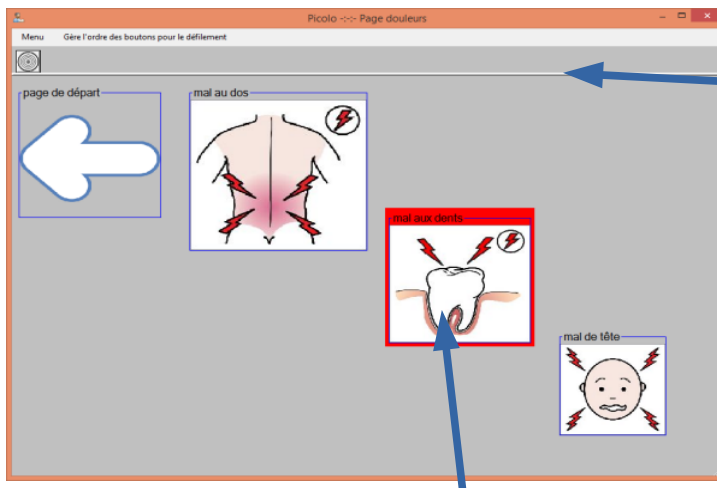 Picolo -:-:- Page douleurs
Menu Gère l'ordre des boutons pour le défilement
page de départ
mal au dos
mal aux dents
mal de tête